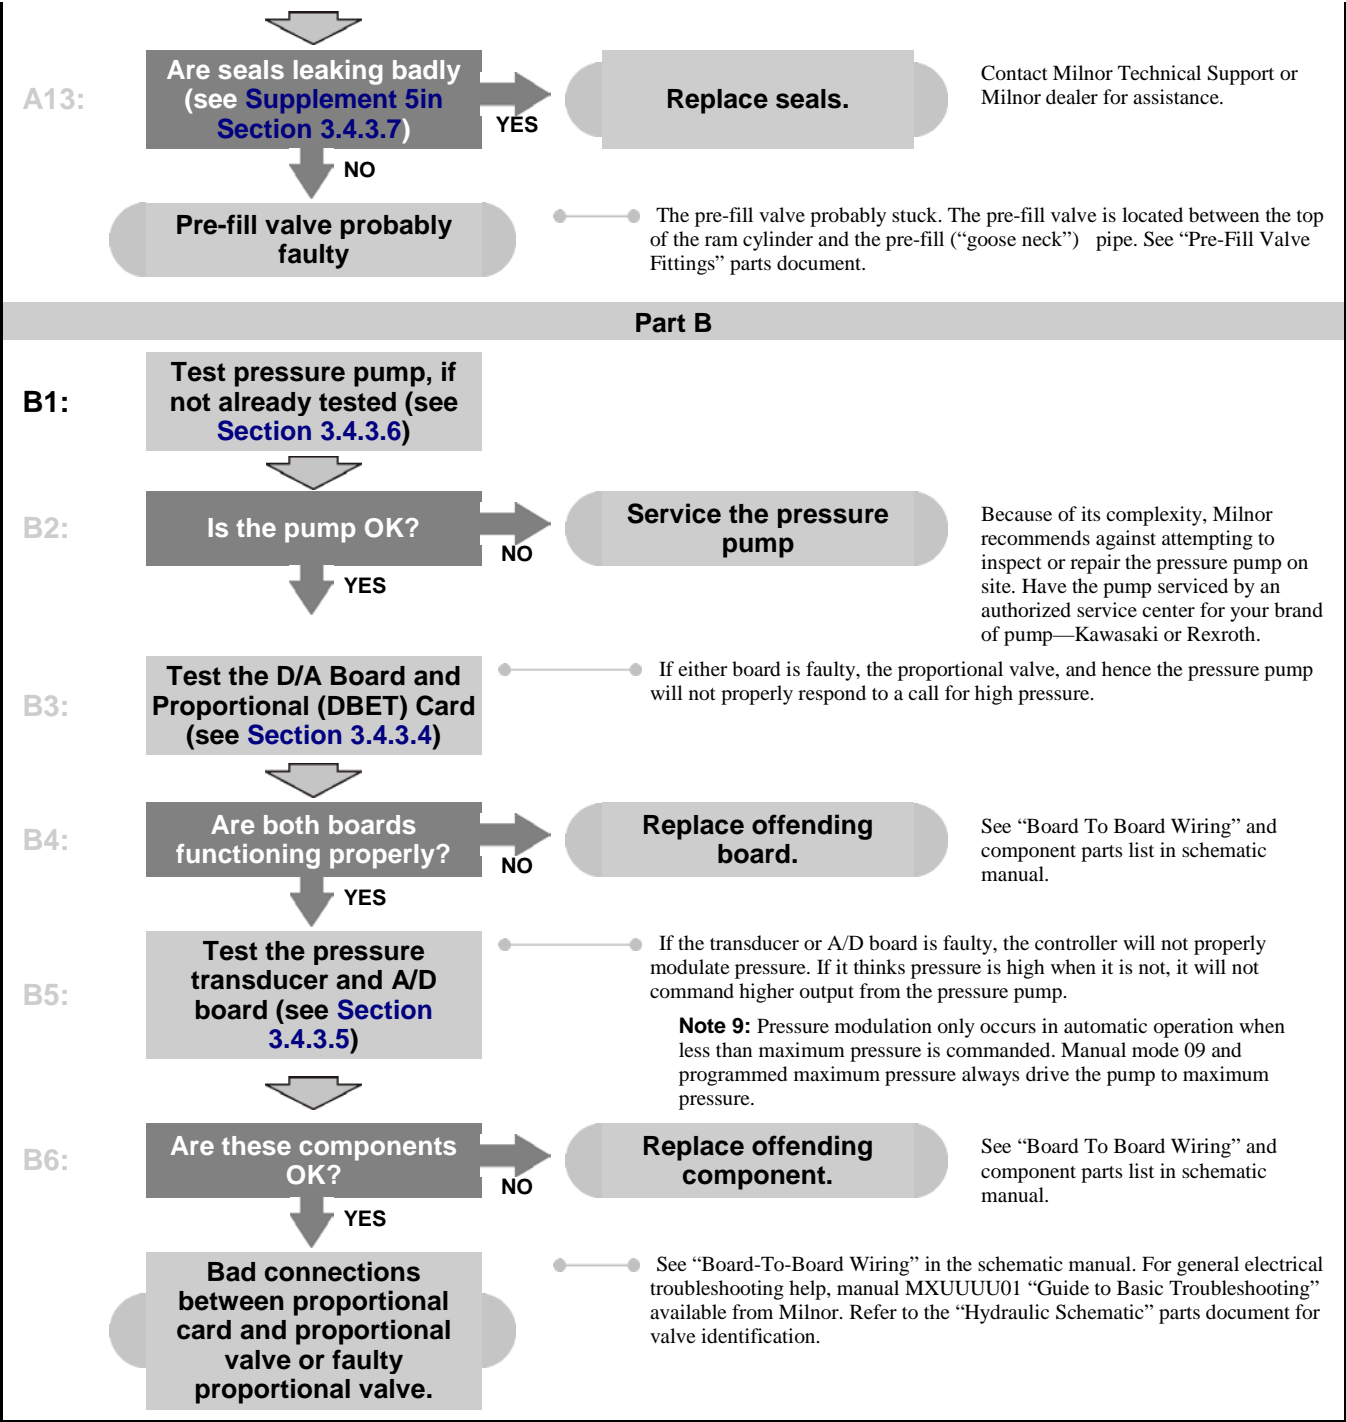 A13:
Are seals leaking badly
(see Supplement 5in
Section 3.4.3.7)
YES
Replace seals.
Contact Milnor Technical Support or
Milnor dealer for assistance.
NO
Pre-fill valve probably
faulty
The pre-fill valve probably stuck. The pre-fill valve is located between the top
of the ram cylinder and the pre-fill (“goose neck”) pipe. See “Pre-Fill Valve
Fittings” parts document.
Part B
B1:
Test pressure pump, if
not already tested (see
Section 3.4.3.6)
B2:
Is the pump OK?
NO
Service the pressure
pump
Because of its complexity, Milnor
recommends against attempting to
inspect or repair the pressure pump on
site. Have the pump serviced by an
authorized service center for your brand
of pump—Kawasaki or Rexroth.
YES
B3:
Test the D/A Board and
Proportional (DBET) Card
(see Section 3.4.3.4)
If either board is faulty, the proportional valve, and hence the pressure pump
will not properly respond to a call for high pressure.
B4:
Are both boards
functioning properly?
NO
Replace offending
board.
See “Board To Board Wiring” and
component parts list in schematic
manual.
YES
B5:
Test the pressure
transducer and A/D
board (see Section
3.4.3.5)
If the transducer or A/D board is faulty, the controller will not properly
modulate pressure. If it thinks pressure is high when it is not, it will not
command higher output from the pressure pump.
Note 9: Pressure modulation only occurs in automatic operation when
less than maximum pressure is commanded. Manual mode 09 and
programmed maximum pressure always drive the pump to maximum
pressure.
B6:
Are these components
OK?
NO
Replace offending
component.
See “Board To Board Wiring” and
component parts list in schematic
manual.
YES
Bad connections
between proportional
card and proportional
valve or faulty
proportional valve.
See “Board-To-Board Wiring” in the schematic manual. For general electrical
troubleshooting help, manual MXUUUU01 “Guide to Basic Troubleshooting”
available from Milnor. Refer to the “Hydraulic Schematic” parts document for
valve identification.